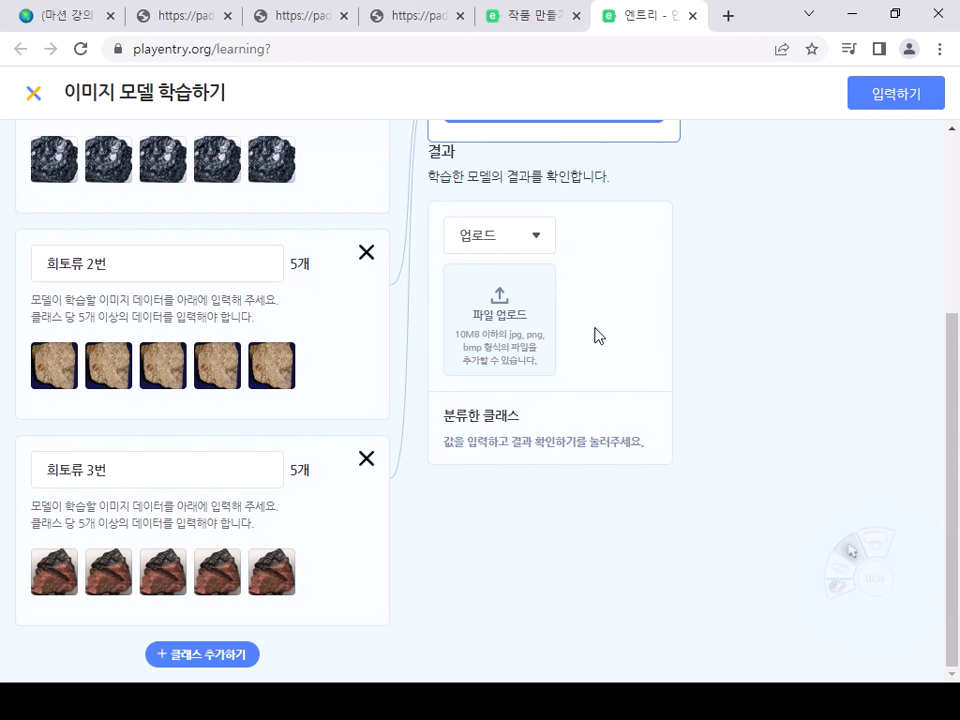 (마션 강의
https://pad
https://pad
https://pad
작품 만들기
엔트리 - 인
playentry.org/learning?
이미지 모델 학습하기
입력하기
결과
학습한 모델의 결과를 확인합니다.
업로드
파일 업로드
10MB 이하의 jpg, png,
bmp 형식의 파일을
추가할 수 있습니다.
분류한 클래스
값을 입력하고 결과 확인하기를 눌러주세요.
희토류 2번
5개
모델이 학습할 이미지 데이터를 아래에 입력해 주세요.
클래스 당 5개 이상의 데이터를 입력해야 합니다.
희토류 3번
5개
모델이 학습할 이미지 데이터를 아래에 입력해 주세요.
클래스 당 5개 이상의 데이터를 입력해야 합니다.
+ 클래스 추가하기